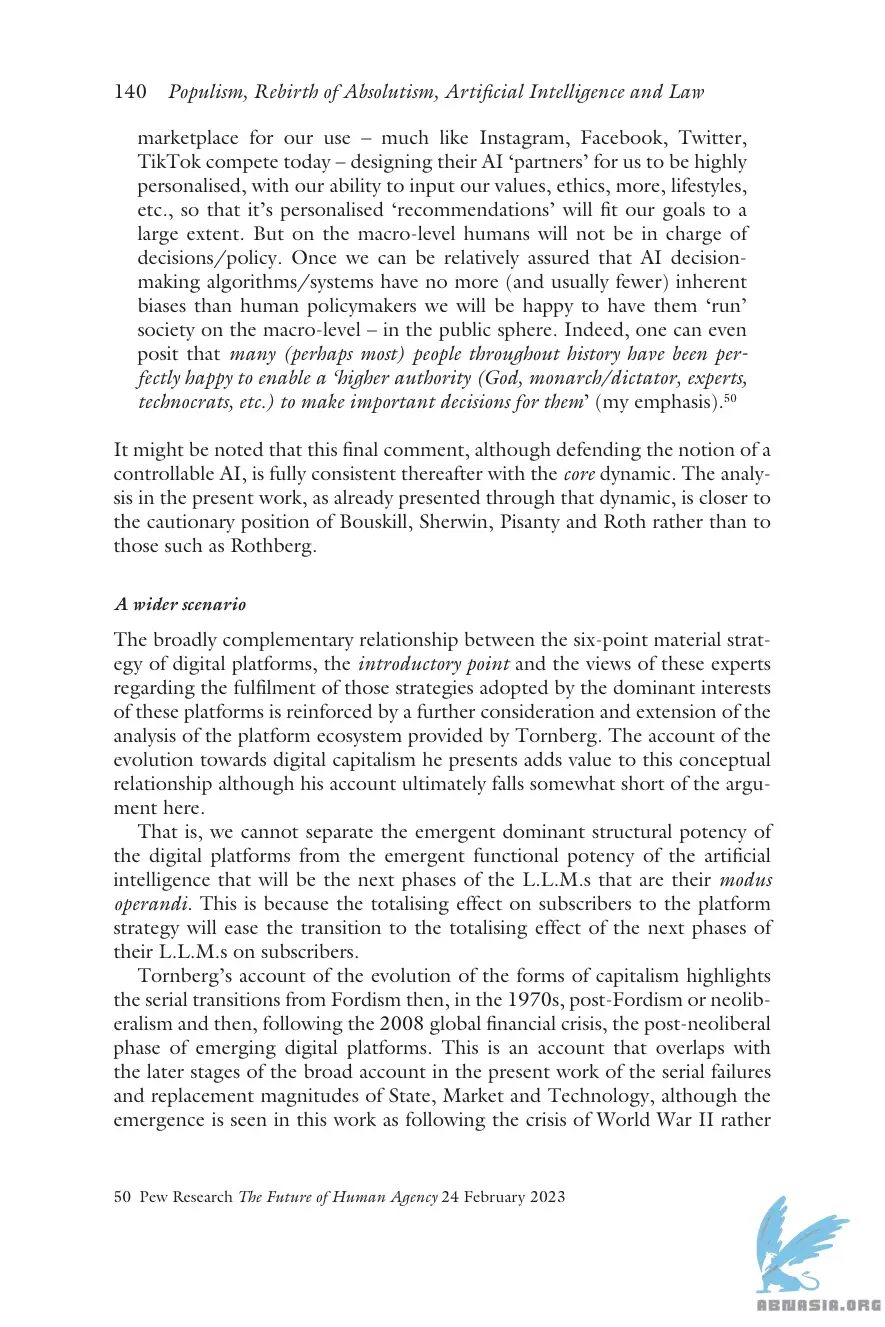 140 Populism, Rebirth of Absolutism, Artificial Intelligence and Law
marketplace for our use – much like Instagram, Facebook, Twitter,
TikTok compete today – designing their AI ‘partners’ for us to be highly
personalised, with our ability to input our values, ethics, more, lifestyles,
etc., so that it’s personalised ‘recommendations’ will fit our goals to a
large extent. But on the macro-level humans will not be in charge of
decisions/policy. Once we can be relatively assured that AI decision-
making algorithms/systems have no more (and usually fewer) inherent
biases than human policymakers we will be happy to have them ‘run’
society on the macro-level – in the public sphere. Indeed, one can even
posit that many (perhaps most) people throughout history have been per-
fectly happy to enable a ‘higher authority (God, monarch/dictator, experts,
technocrats, etc.) to make important decisions for them’ (my emphasis).50
It might be noted that this final comment, although defending the notion of a
controllable AI, is fully consistent thereafter with the core dynamic. The analy-
sis in the present work, as already presented through that dynamic, is closer to
the cautionary position of Bouskill, Sherwin, Pisanty and Roth rather than to
those such as Rothberg.
A wider scenario
The broadly complementary relationship between the six-point material strat-
egy of digital platforms, the introductory point and the views of these experts
regarding the fulfilment of those strategies adopted by the dominant interests
of these platforms is reinforced by a further consideration and extension of the
analysis of the platform ecosystem provided by Tornberg. The account of the
evolution towards digital capitalism he presents adds value to this conceptual
relationship although his account ultimately falls somewhat short of the argu-
ment here.
That is, we cannot separate the emergent dominant structural potency of
the digital platforms from the emergent functional potency of the artificial
intelligence that will be the next phases of the L.L.M.s that are their modus
operandi. This is because the totalising effect on subscribers to the platform
strategy will ease the transition to the totalising effect of the next phases of
their L.L.M.s on subscribers.
Tornberg’s account of the evolution of the forms of capitalism highlights
the serial transitions from Fordism then, in the 1970s, post-Fordism or neolib-
eralism and then, following the 2008 global financial crisis, the post-neoliberal
phase of emerging digital platforms. This is an account that overlaps with
the later stages of the broad account in the present work of the serial failures
and replacement magnitudes of State, Market and Technology, although the
emergence is seen in this work as following the crisis of World War II rather
50 Pew Research The Future of Human Agency 24 February 2023
ABNASIA.ORG